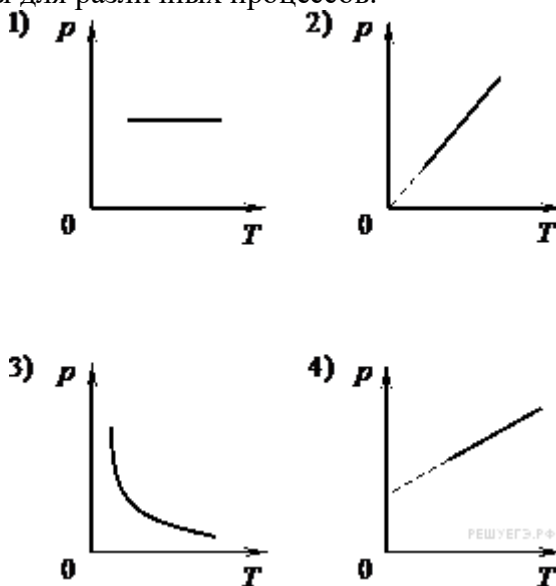 для различных процессов.
1) p
0 T
2) p
0 T
3) p
0 T
4) p
0 T
РЕШУЕГЭ.РФ